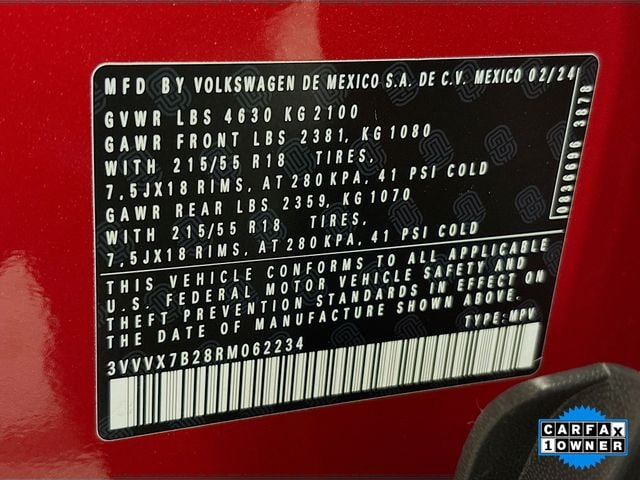 MFD BY VOLKSWAGEN DE MEXICO S.A. DE C.V. MEXICO 02/24
GVWR LBS 4630 KG 2100
GAWR FRONT LBS 2381, KG 1080
WITH 215/55 R18 TIRES,
7,5JX18 RIMS, AT 280 KPA, 41 PSI COLD
GAWR REAR LBS 2359, KG 1070
WITH 215/55 R18 TIRES,
7,5JX18 RIMS, AT 280 KPA, 41 PSI COLD
0836696 3878
THIS VEHICLE CONFORMS TO ALL APPLICABLE
U.S. FEDERAL MOTOR VEHICLE SAFETY AND
THEFT PREVENTION STANDARDS IN EFFECT ON
THE DATE OF MANUFACTURE SHOWN ABOVE.
TYPE: MPV
3VVVX7B28RM062234
CARFAX
1 OWNER